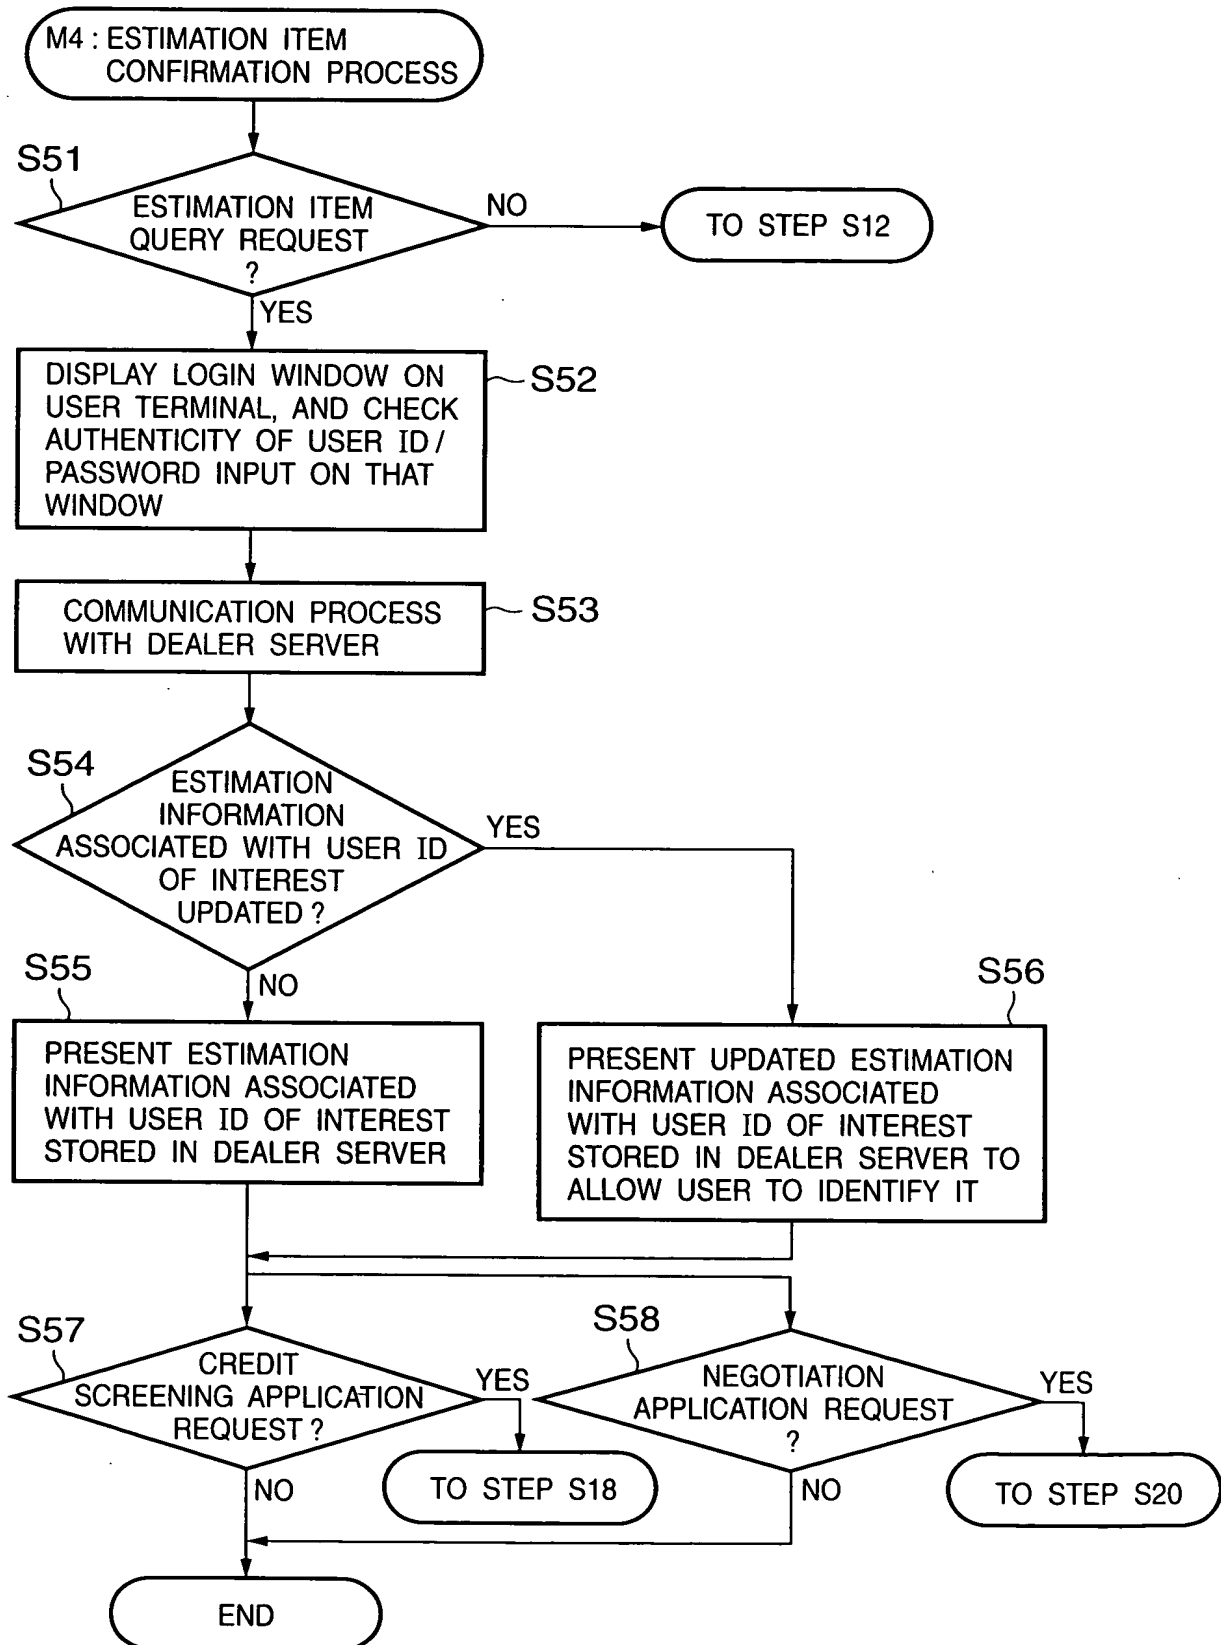 M4 : ESTIMATION ITEM
CONFIRMATION PROCESS
S51
ESTIMATION ITEM
QUERY REQUEST
?
NO
TO STEP S12
YES
DISPLAY LOGIN WINDOW ON
USER TERMINAL, AND CHECK
AUTHENTICITY OF USER ID /
PASSWORD INPUT ON THAT
WINDOW
S52
COMMUNICATION PROCESS
WITH DEALER SERVER
S53
S54
ESTIMATION
INFORMATION
ASSOCIATED WITH USER ID
OF INTEREST
UPDATED ?
YES
NO
S55
PRESENT ESTIMATION
INFORMATION ASSOCIATED
WITH USER ID OF INTEREST
STORED IN DEALER SERVER
S56
PRESENT UPDATED ESTIMATION
INFORMATION ASSOCIATED
WITH USER ID OF INTEREST
STORED IN DEALER SERVER TO
ALLOW USER TO IDENTIFY IT
S57
CREDIT
SCREENING APPLICATION
REQUEST ?
YES
TO STEP S18
NO
S58
NEGOTIATION
APPLICATION REQUEST
?
YES
TO STEP S20
NO
END